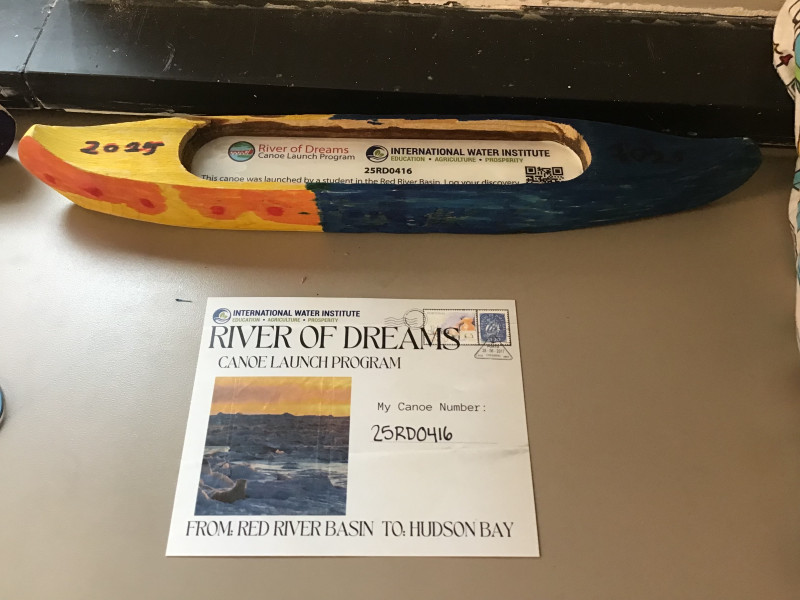 2025
River of Dreams
Canoe Launch Program
INTERNATIONAL WATER INSTITUTE
EDUCATION • AGRICULTURE • PROSPERITY
25RD0416
This canoe was launched by a student in the Red River Basin. Log your discovery
INTERNATIONAL WATER INSTITUTE
EDUCATION • AGRICULTURE • PROSPERITY
RIVER OF DREAMS
CANOE LAUNCH PROGRAM
My Canoe Number:
25RD0416
FROM: RED RIVER BASIN TO: HUDSON BAY